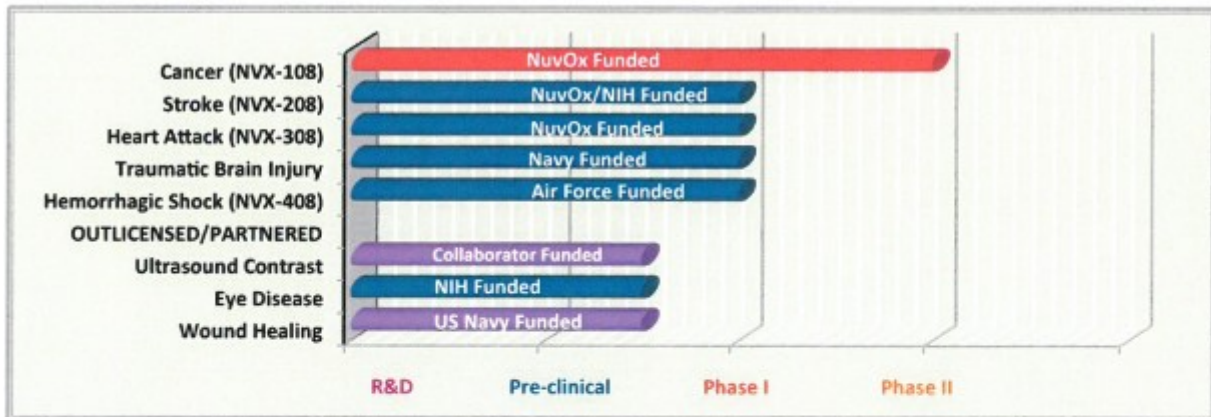 Cancer (NVX-108) NuvOx Funded
Stroke (NVX-208) NuvOx/NIH Funded
Heart Attack (NVX-308) NuvOx Funded
Traumatic Brain Injury Navy Funded
Hemorrhagic Shock (NVX-408) Air Force Funded
OUTLICENSED/PARTNERED
Ultrasound Contrast Collaborator Funded
Eye Disease NIH Funded
Wound Healing US Navy Funded
R&D Pre-clinical Phase I Phase II